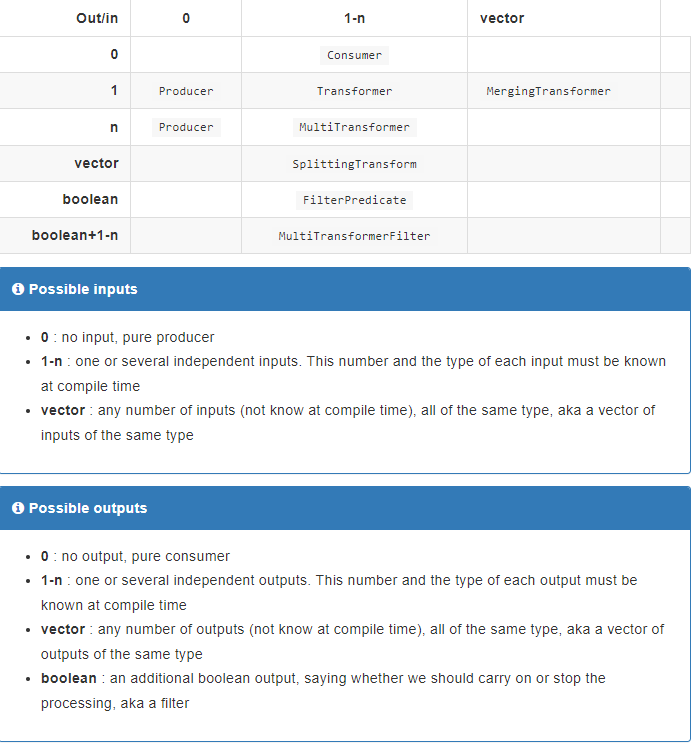 Out/in 0 1-n vector
0 Consumer
1 Producer Transformer MergingTransformer
n Producer MultiTransformer
vector SplittingTransform
boolean FilterPredicate
boolean+1-n MultiTransformerFilter
Possible inputs
0 : no input, pure producer
1-n : one or several independent inputs. This number and the type of each input must be known
at compile time
vector : any number of inputs (not know at compile time), all of the same type, aka a vector of
inputs of the same type
Possible outputs
0 : no output, pure consumer
1-n : one or several independent outputs. This number and the type of each output must be
known at compile time
vector : any number of outputs (not know at compile time), all of the same type, aka a vector of
outputs of the same type
boolean : an additional boolean output, saying whether we should carry on or stop the
processing, aka a filter